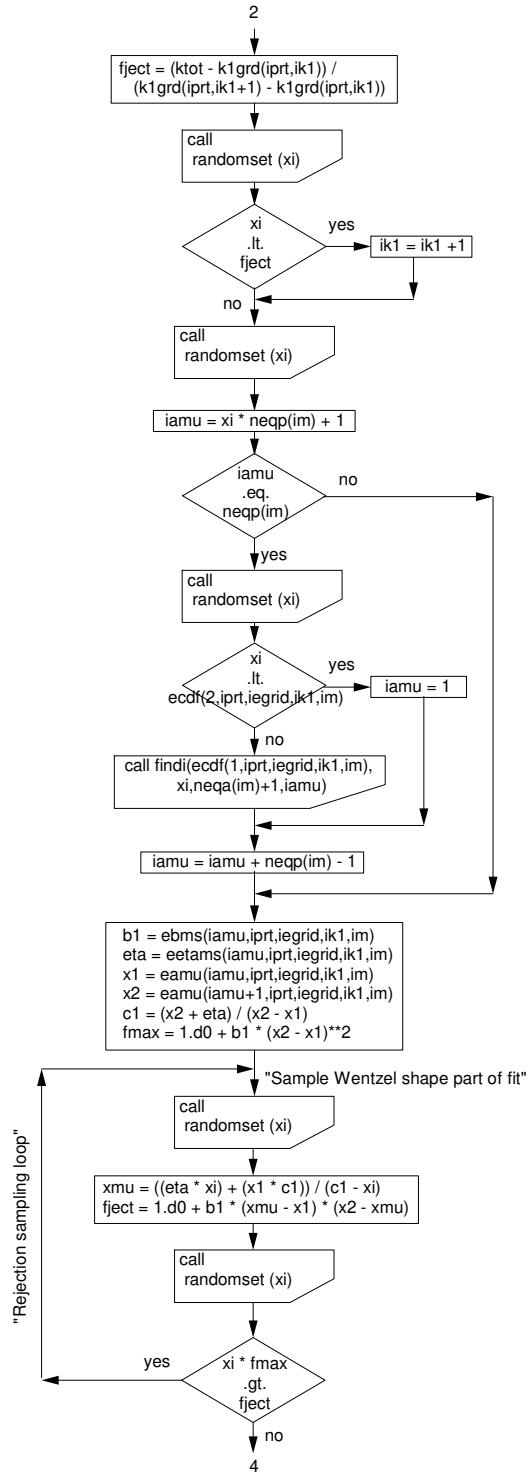 2
fject = (ktot - k1grd(iprt,ik1)) /
(k1grd(iprt,ik1+1) - k1grd(iprt,ik1))
call
randomset (xi)
xi
.lt.
fject
yes
ik1 = ik1 +1
no
call
randomset (xi)
iamu = xi * neqp(im) + 1
iamu
.eq.
neqp(im)
no
yes
call
randomset (xi)
xi
.lt.
ecdf(2,iprt,iegrid,ik1,im)
yes
iamu = 1
no
call findi(ecdf(1,iprt,iegrid,ik1,im),
xi,neqa(im)+1,iamu)
iamu = iamu + neqp(im) - 1
b1 = ebms(iamu,iprt,iegrid,ik1,im)
eta = eetams(iamu,iprt,iegrid,ik1,im)
x1 = eamu(iamu,iprt,iegrid,ik1,im)
x2 = eamu(iamu+1,iprt,iegrid,ik1,im)
c1 = (x2 + eta) / (x2 - x1)
fmax = 1.d0 + b1 * (x2 - x1)**2
"Sample Wentzel shape part of fit"
call
randomset (xi)
"Rejection sampling loop"
xmu = ((eta * xi) + (x1 * c1)) / (c1 - xi)
fject = 1.d0 + b1 * (xmu - x1) * (x2 - xmu)
call
randomset (xi)
yes
xi * fmax
.gt.
fject
no
4